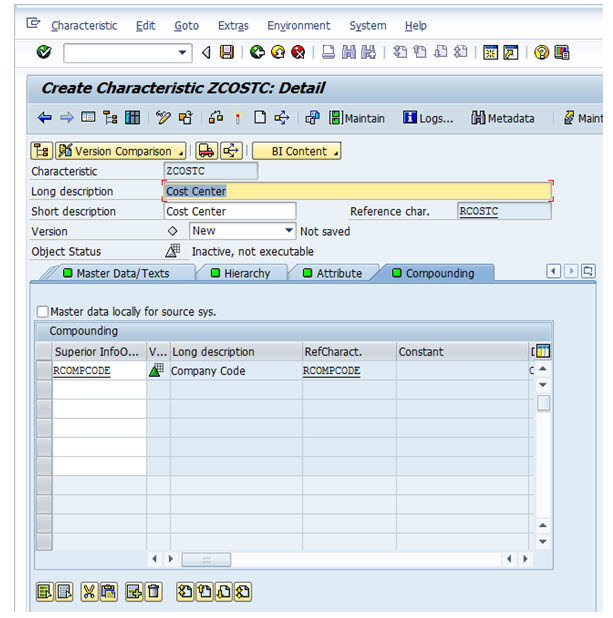 Characteristic Edit Goto Extras Environment System Help
Create Characteristic ZCOSTC: Detail
Maintain Logs... Metadata Maint
Version Comparison BI Content
Characteristic ZCOSTC
Long description Cost Center
Short description Cost Center Reference char. RCOSTC
Version New Not saved
Object Status Inactive, not executable
Master Data/Texts Hierarchy Attribute Compounding
Master data locally for source sys.
Compounding
Superior InfoO... V... Long description RefCharact. Constant
RCOMPCODE Company Code RCOMPCODE C